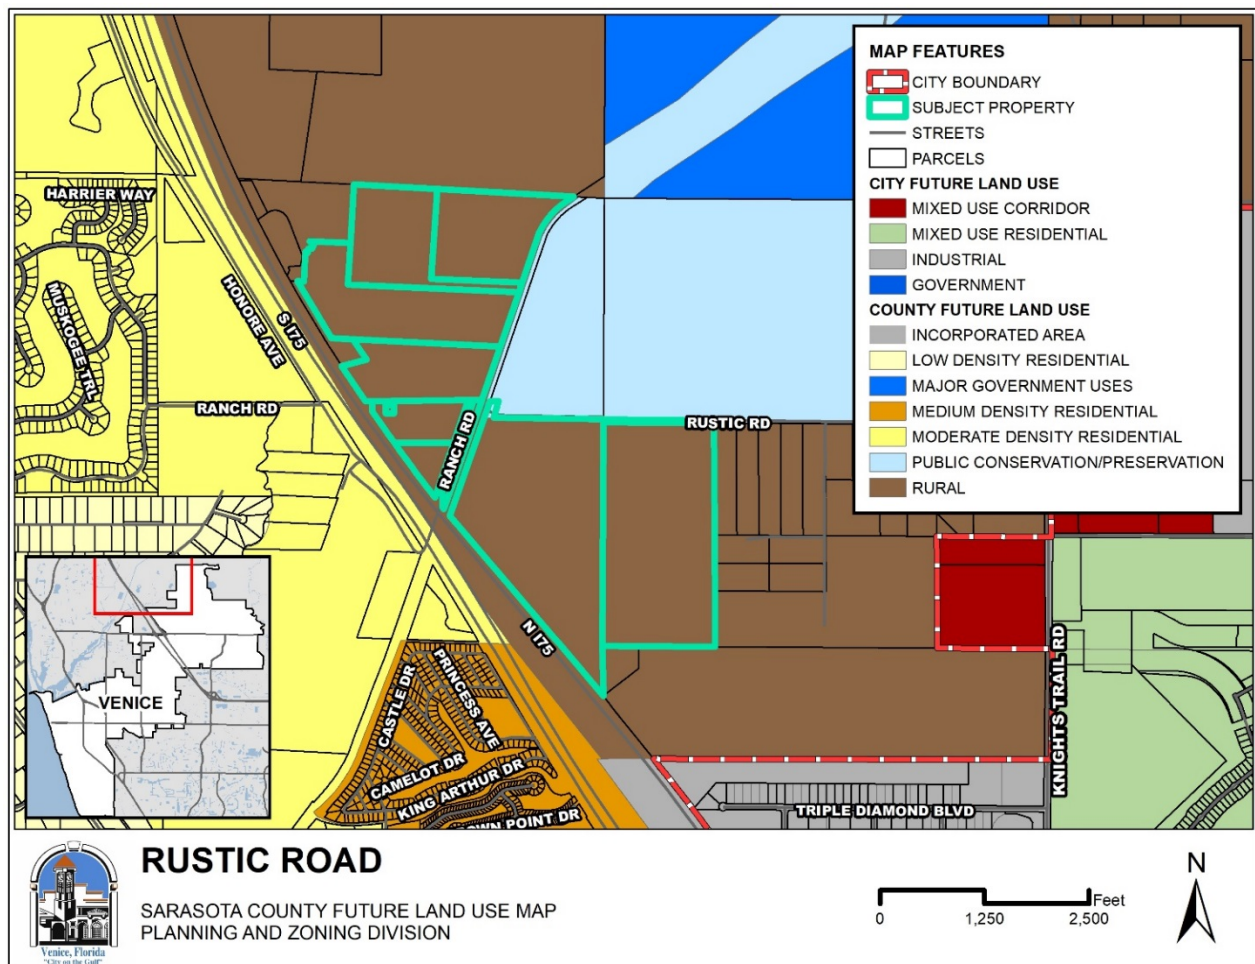 MAP FEATURES
CITY BOUNDARY
SUBJECT PROPERTY
STREETS
PARCELS
CITY FUTURE LAND USE
MIXED USE CORRIDOR
MIXED USE RESIDENTIAL
INDUSTRIAL
GOVERNMENT
COUNTY FUTURE LAND USE
INCORPORATED AREA
LOW DENSITY RESIDENTIAL
MAJOR GOVERNMENT USES
MEDIUM DENSITY RESIDENTIAL
MODERATE DENSITY RESIDENTIAL
PUBLIC CONSERVATION/PRESERVATION
RURAL
HARRIER WAY
MUSKOGEE TRL
HONORE AVE
S I75
RANCH RD
RANCH RD
RUSTIC RD
N I75
KNIGHTS TRAIL RD
CASTLE DR
PRINCESS AVE
CAMELOT DR
KING ARTHUR DR
POINT DR
TRIPLE DIAMOND BLVD
VENICE
RUSTIC ROAD
SARASOTA COUNTY FUTURE LAND USE MAP
PLANNING AND ZONING DIVISION
Venice, Florida
"City on the Gulf"
N
Feet
0 1,250 2,500